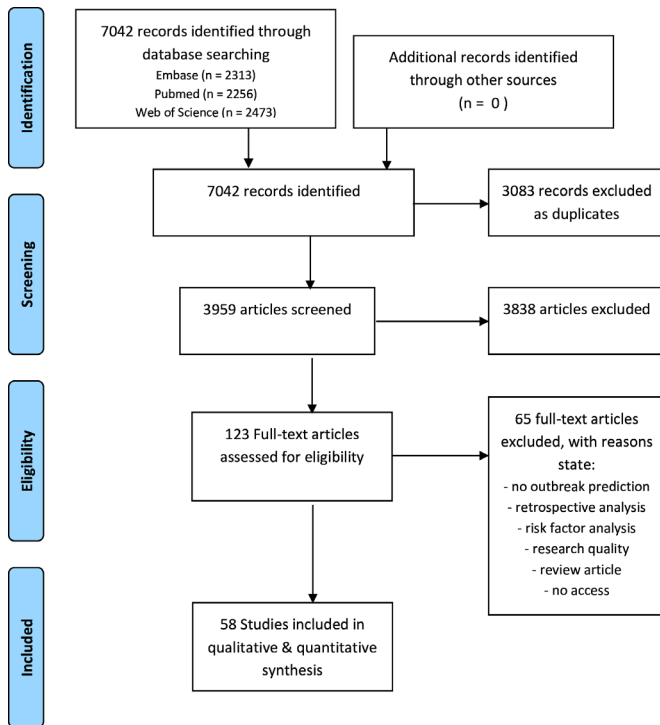 Identification
7042 records identified through
database searching
Embase (n = 2313)
Pubmed (n = 2256)
Web of Science (n = 2473)
Additional records identified
through other sources
(n = 0 )
Screening
7042 records identified
3083 records excluded
as duplicates
3959 articles screened
3838 articles excluded
Eligibility
123 Full-text articles
assessed for eligibility
65 full-text articles
excluded, with reasons
state:
- no outbreak prediction
- retrospective analysis
- risk factor analysis
- research quality
- review article
- no access
Included
58 Studies included in
qualitative & quantitative
synthesis